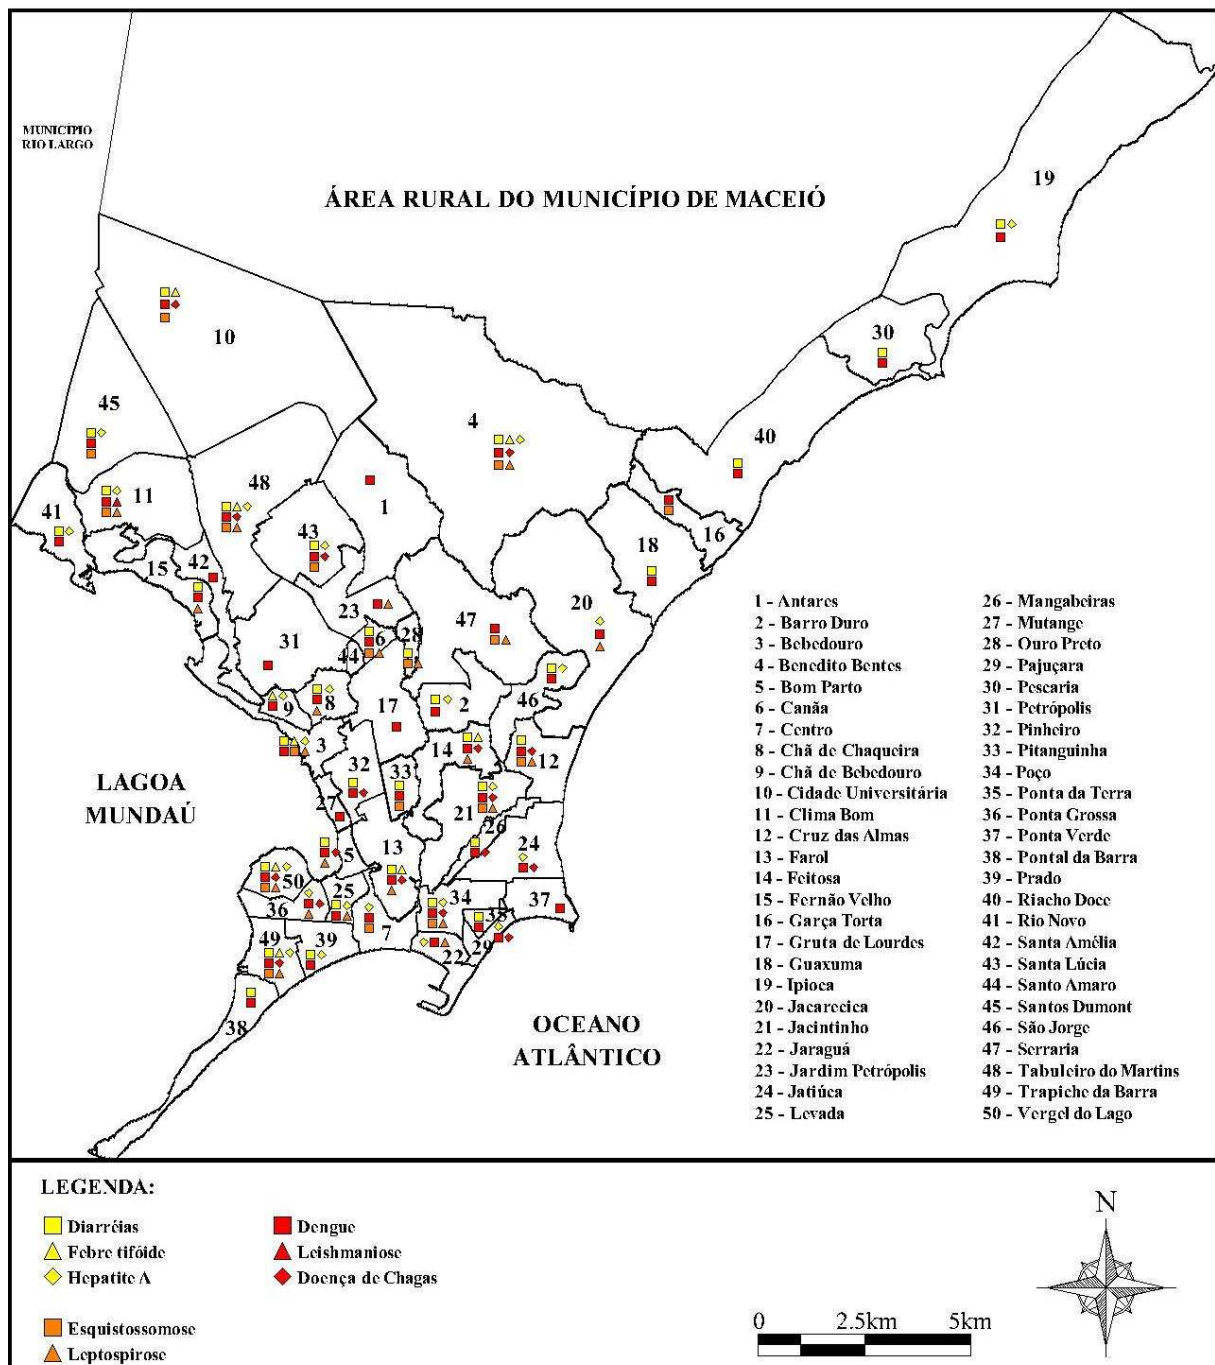 MUNICÍPIO
RIO LARGO
ÁREA RURAL DO MUNICÍPIO DE MACEIÓ
19
30
10
45
4
40
48
11
41
1
43
16
18
15
42
20
23
47
6
28
44
31
46
9
8
17
2
3
14
12
32
33
LAGOA
MUNDAÚ
27
21
26
13
24
5
50
25
34
37
36
35
7
49
39
29
22
38
OCEANO
ATLÂNTICO
1 - Antares
2 - Barro Duro
3 - Bebedouro
4 - Benedito Bentes
5 - Bom Parto
6 - Canãa
7 - Centro
8 - Chã de Chaqueira
9 - Chã de Bebedouro
10 - Cidade Universitária
11 - Clima Bom
12 - Cruz das Almas
13 - Farol
14 - Feitosa
15 - Fernão Velho
16 - Garça Torta
17 - Gruta de Lourdes
18 - Guaxuma
19 - Ipioca
20 - Jacarecica
21 - Jacintinho
22 - Jaraguá
23 - Jardim Petrópolis
24 - Jatiúca
25 - Levada
26 - Mangabeiras
27 - Mutange
28 - Ouro Preto
29 - Pajuçara
30 - Pescaria
31 - Petrópolis
32 - Pinheiro
33 - Pitanguinha
34 - Poço
35 - Ponta da Terra
36 - Ponta Grossa
37 - Ponta Verde
38 - Pontal da Barra
39 - Prado
40 - Riacho Doce
41 - Rio Novo
42 - Santa Amélia
43 - Santa Lúcia
44 - Santo Amaro
45 - Santos Dumont
46 - São Jorge
47 - Serraria
48 - Tabuleiro do Martins
49 - Trapiche da Barra
50 - Vergel do Lago
LEGENDA:
Diarréias
Febre tifóide
Hepatite A
Esquistossomose
Leptospirose
Dengue
Leishmaniose
Doença de Chagas
0 2.5km 5km
N